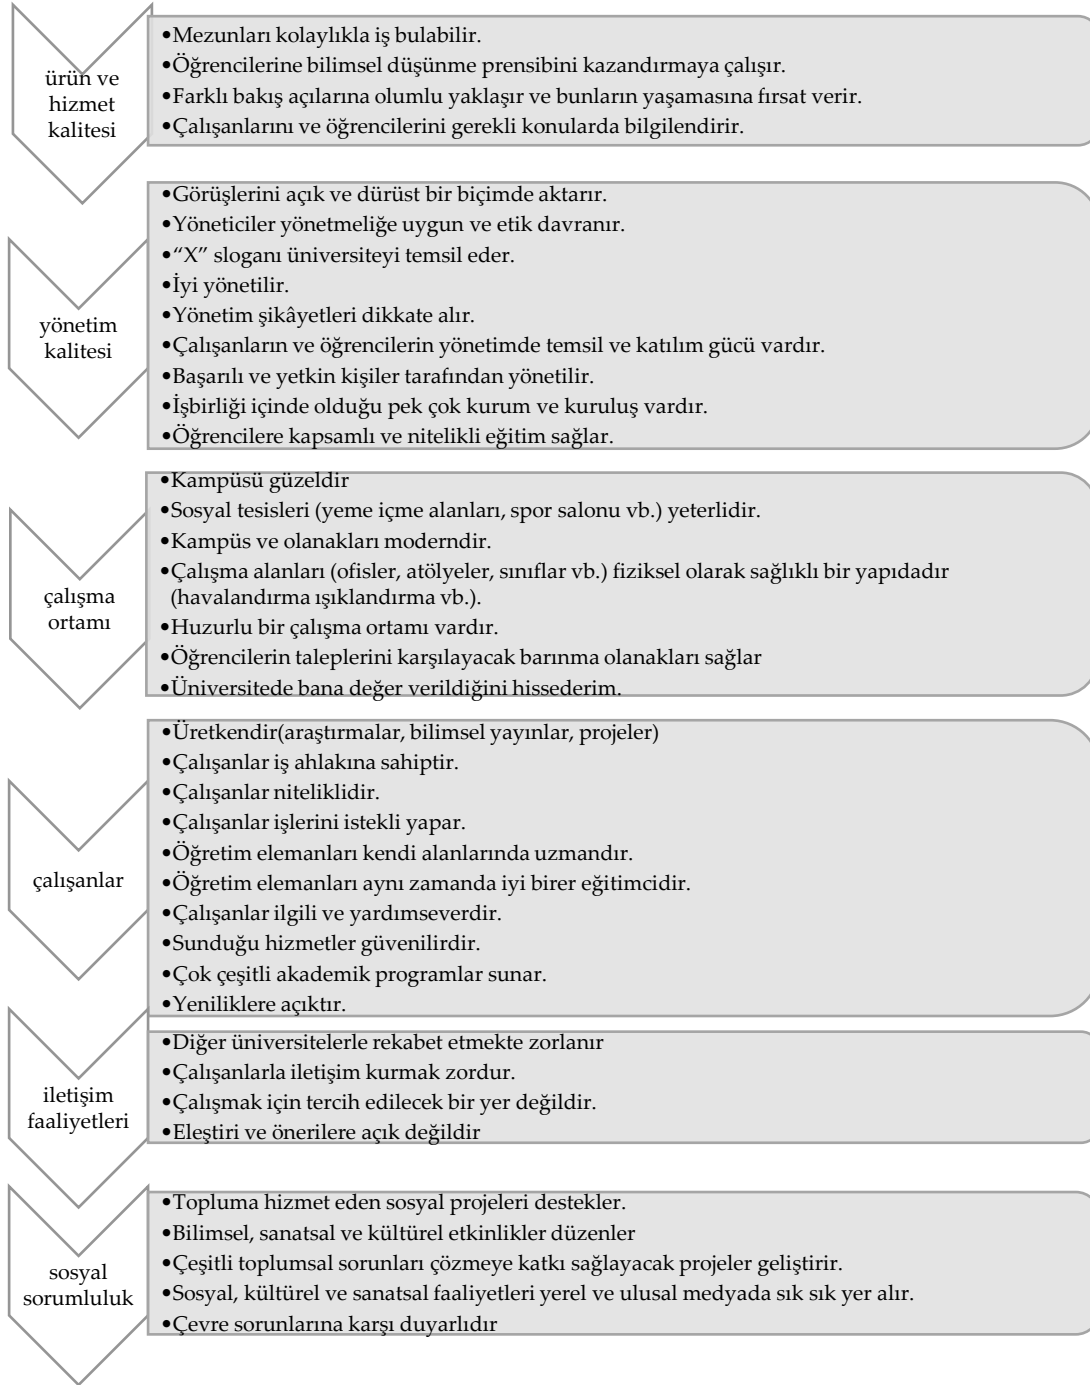 ürün ve
hizmet
kalitesi
•Mezunları kolaylıkla iş bulabilir.
•Öğrencilerine bilimsel düşünme prensibini kazandırmaya çalışır.
•Farklı bakış açılarına olumlu yaklaşır ve bunların yaşamasına fırsat verir.
•Çalışanlarını ve öğrencilerini gerekli konularda bilgilendirir.
yönetim
kalitesi
•Görüşlerini açık ve dürüst bir biçimde aktarır.
•Yöneticiler yönetmeliğe uygun ve etik davranır.
•“X” sloganı üniversiteyi temsil eder.
•İyi yönetilir.
•Yönetim şikâyetleri dikkate alır.
•Çalışanların ve öğrencilerin yönetimde temsil ve katılım gücü vardır.
•Başarılı ve yetkin kişiler tarafından yönetilir.
•İşbirliği içinde olduğu pek çok kurum ve kuruluş vardır.
•Öğrencilere kapsamlı ve nitelikli eğitim sağlar.
çalışma
ortamı
•Kampüsü güzeldir
•Sosyal tesisleri (yeme içme alanları, spor salonu vb.) yeterlidir.
•Kampüs ve olanakları moderndir.
•Çalışma alanları (ofisler, atölyeler, sınıflar vb.) fiziksel olarak sağlıklı bir yapıdadır
(havalandırma ışıklandırma vb.).
•Huzurlu bir çalışma ortamı vardır.
•Öğrencilerin taleplerini karşılayacak barınma olanakları sağlar
•Üniversitede bana değer verildiğini hissederim.
çalışanlar
•Üretkendir(araştırmalar, bilimsel yayınlar, projeler)
•Çalışanlar iş ahlakına sahiptir.
•Çalışanlar niteliklidir.
•Çalışanlar işlerini istekli yapar.
•Öğretim elemanları kendi alanlarında uzmandır.
•Öğretim elemanları aynı zamanda iyi birer eğitimcidir.
•Çalışanlar ilgili ve yardımseverdir.
•Sunduğu hizmetler güvenilirdir.
•Çok çeşitli akademik programlar sunar.
•Yeniliklere açıktır.
iletişim
faaliyetleri
•Diğer üniversitelerle rekabet etmekte zorlanır
•Çalışanlarla iletişim kurmak zordur.
•Çalışmak için tercih edilecek bir yer değildir.
•Eleştiri ve önerilere açık değildir
sosyal
sorumluluk
•Topluma hizmet eden sosyal projeleri destekler.
•Bilimsel, sanatsal ve kültürel etkinlikler düzenler
•Çeşitli toplumsal sorunları çözmeye katkı sağlayacak projeler geliştirir.
•Sosyal, kültürel ve sanatsal faaliyetleri yerel ve ulusal medyada sık sık yer alır.
•Çevre sorunlarına karşı duyarlıdır